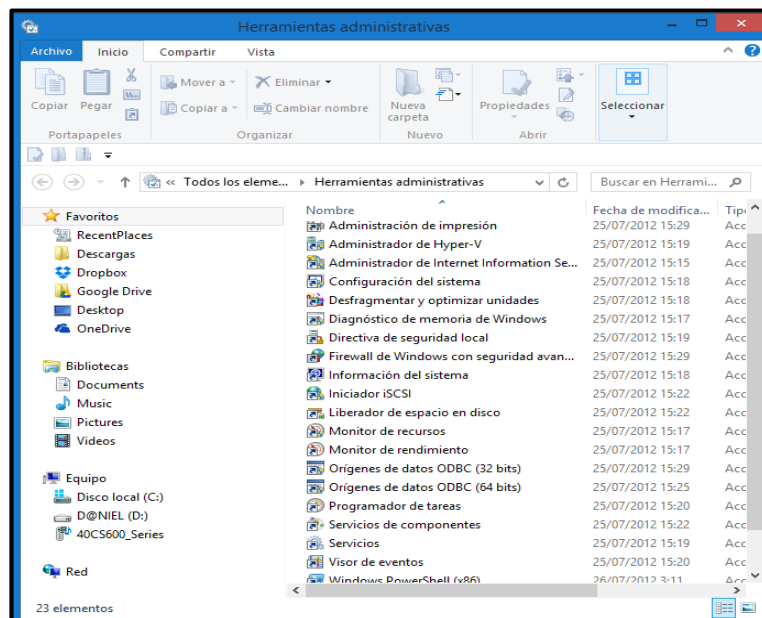 Herramientas administrativas
Archivo Inicio Compartir Vista
Copiar Pegar
Mover a
Copiar a
Eliminar
Cambiar nombre
Nueva carpeta
Propiedades
Seleccionar
Portapapeles Organizar Nuevo Abrir
« Todos los eleme... Herramientas administrativas
Buscar en Herrami...
Favoritos
RecentPlaces
Descargas
Dropbox
Google Drive
Desktop
OneDrive
Bibliotecas
Documents
Music
Pictures
Videos
Equipo
Disco local (C:)
D@NIEL (D:)
40CS600_Series
Red
Nombre Fecha de modifica... Tip
Administración de impresión 25/07/2012 15:29 Acc
Administrador de Hyper-V 25/07/2012 15:19 Acc
Administrador de Internet Information Se... 25/07/2012 15:15 Acc
Configuración del sistema 25/07/2012 15:18 Acc
Desfragmentar y optimizar unidades 25/07/2012 15:18 Acc
Diagnóstico de memoria de Windows 25/07/2012 15:17 Acc
Directiva de seguridad local 25/07/2012 15:19 Acc
Firewall de Windows con seguridad avan... 25/07/2012 15:29 Acc
Información del sistema 25/07/2012 15:18 Acc
Iniciador iSCSI 25/07/2012 15:22 Acc
Liberador de espacio en disco 25/07/2012 15:22 Acc
Monitor de recursos 25/07/2012 15:17 Acc
Monitor de rendimiento 25/07/2012 15:17 Acc
Orígenes de datos ODBC (32 bits) 25/07/2012 15:29 Acc
Orígenes de datos ODBC (64 bits) 25/07/2012 15:25 Acc
Programador de tareas 25/07/2012 15:20 Acc
Servicios de componentes 25/07/2012 15:22 Acc
Servicios 25/07/2012 15:19 Acc
Visor de eventos 25/07/2012 15:20 Acc
Windows PowerShell (x86) 26/07/2012 3:11 Acc
23 elementos